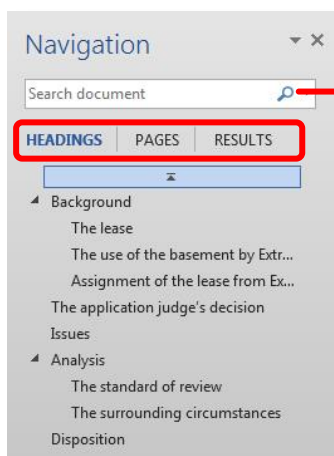 Navigation
Search document
HEADINGS PAGES RESULTS
Background
The lease
The use of the basement by Extr...
Assignment of the lease from Ex...
The application judge's decision
Issues
Analysis
The standard of review
The surrounding circumstances
Disposition